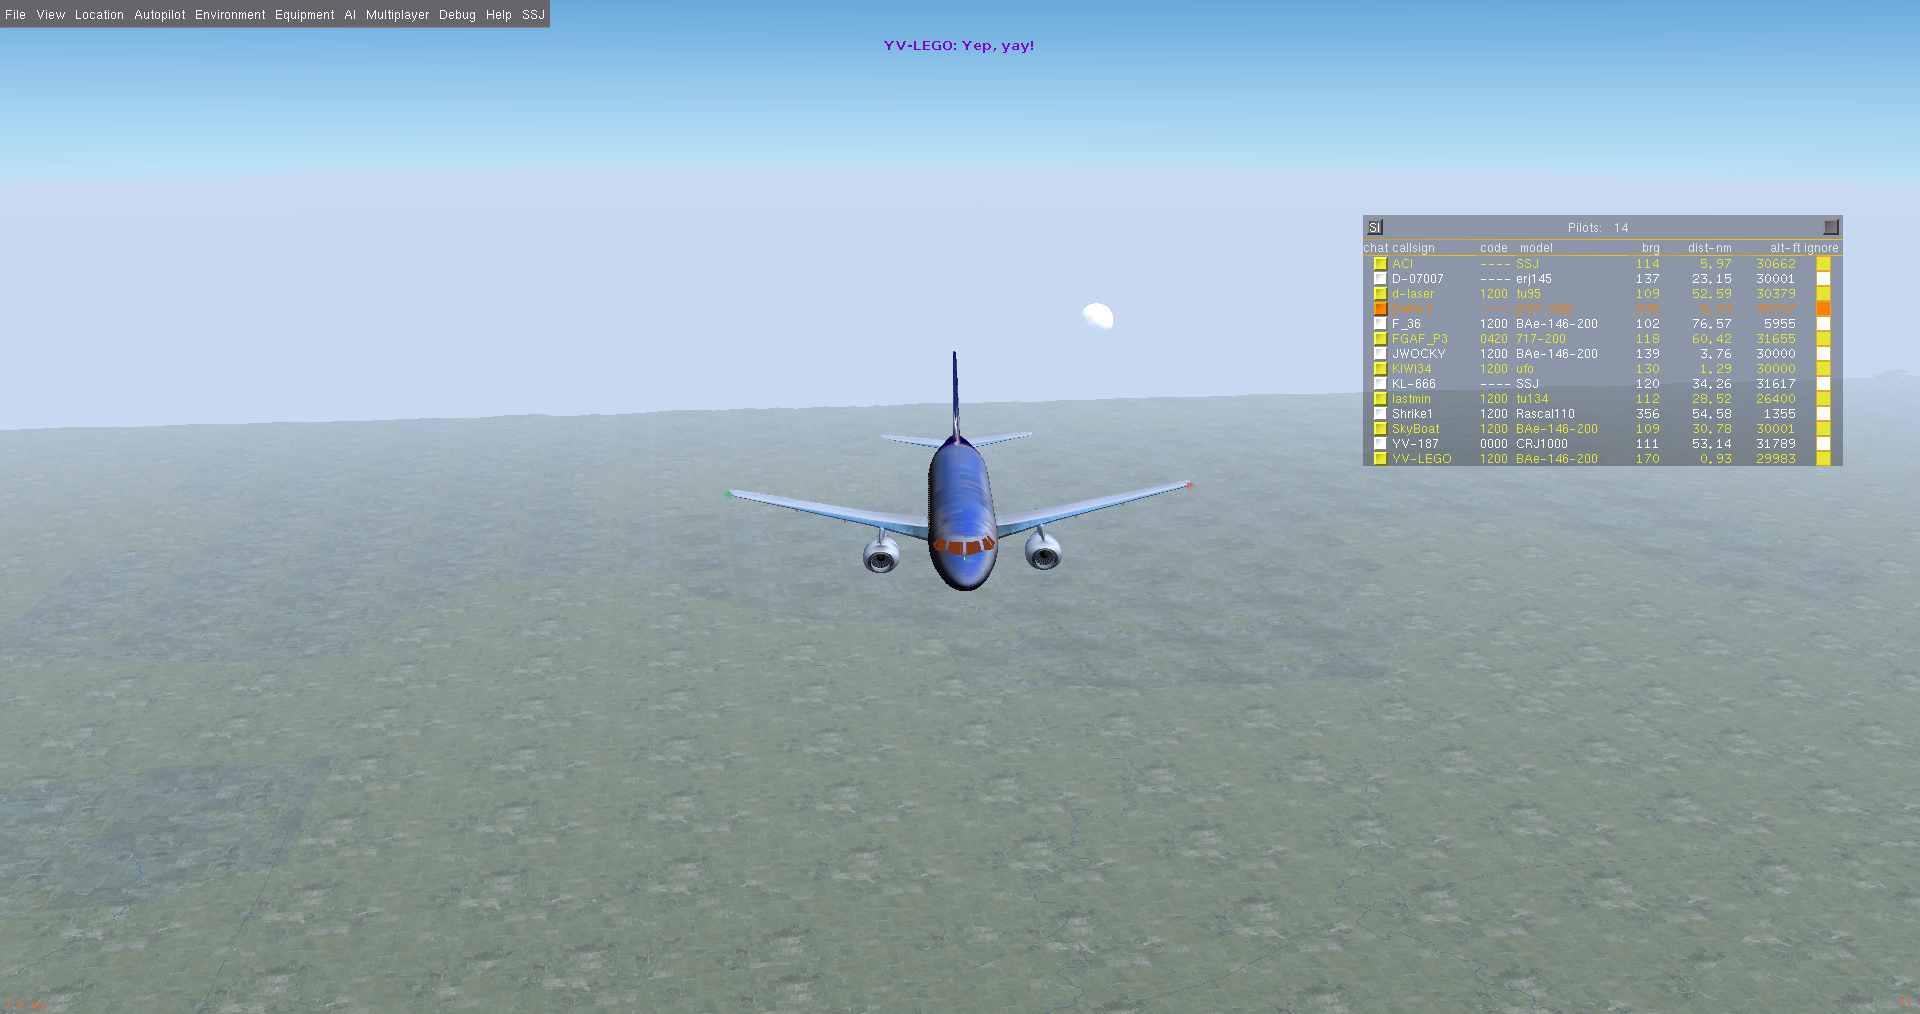 File View Location Autopilot Environment Equipment AI Multiplayer Debug Help SSJ
YV-LEGO: Yep, yay!
SI Pilots: 14
chat callsign code model brg dist-nm alt-ft ignore
ACI ---- SSJ 114 5.97 30662
D-07007 ---- erj145 137 23.15 30001
d-laser 1200 tu95 109 52.59 30379
F_36 1200 BAe-146-200 102 76.57 5955
FGAF_P3 0420 717-200 118 60.42 31655
JWOCKY 1200 BAe-146-200 139 3.76 30000
KIWI34 1200 ufo 130 1.29 30000
KL-666 ---- SSJ 120 34.26 31617
lastmin 1200 tu134 112 28.52 26400
Shrike1 1200 Rascal110 356 54.58 1355
SkyBoat 1200 BAe-146-200 109 30.78 30001
YV-187 0000 CRJ1000 111 53.14 31789
YV-LEGO 1200 BAe-146-200 170 0.93 29983